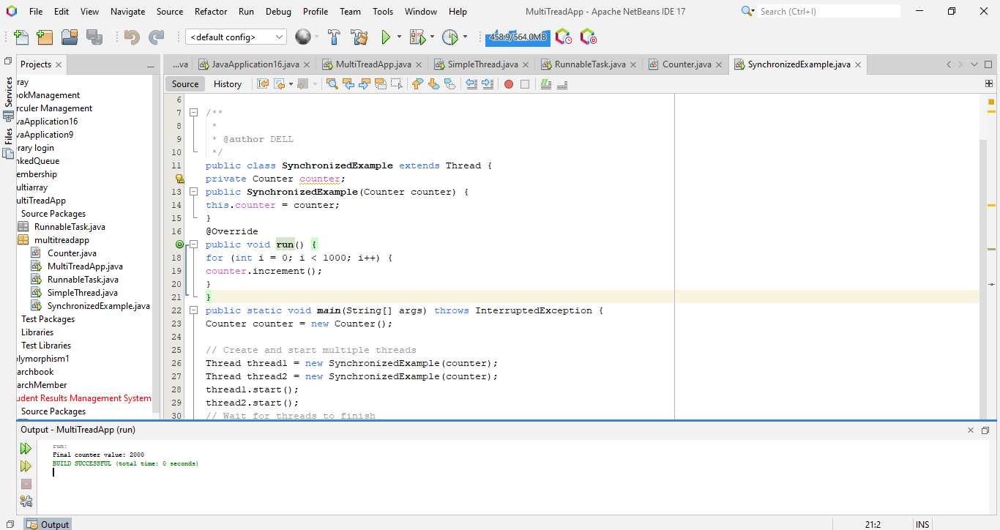 File Edit View Navigate Source Refactor Run Debug Profile Team Tools Window Help
MultiTreadApp - Apache NetBeans IDE 17
Search (Ctrl+I)
<default config>
458.9/564.0MB
Projects
...va
JavaApplication16.java
MultiTreadApp.java
SimpleThread.java
RunnableTask.java
Counter.java
SynchronizedExample.java
Source History
Services
Files
ray
okManagement
rculer Management
vaApplication16
vaApplication9
rary login
nkedQueue
embership
ultiarray
ultiTreadApp
Source Packages
RunnableTask.java
multitreadapp
Counter.java
MultiTreadApp.java
RunnableTask.java
SimpleThread.java
SynchronizedExample.java
Test Packages
Libraries
Test Libraries
lymorphism1
archbook
archMember
udent Results Management System
Source Packages
6
7 /**
8 *
9 * @author DELL
10 */
11 public class SynchronizedExample extends Thread {
private Counter counter;
13 public SynchronizedExample(Counter counter) {
14 this.counter = counter;
15 }
16 @Override
public void run() {
18 for (int i = 0; i < 1000; i++) {
19 counter.increment();
20 }
21 }
22 public static void main(String[] args) throws InterruptedException {
23 Counter counter = new Counter();
24
25 // Create and start multiple threads
26 Thread thread1 = new SynchronizedExample(counter);
27 Thread thread2 = new SynchronizedExample(counter);
28 thread1.start();
29 thread2.start();
30 // Wait for threads to finish
Output - MultiTreadApp (run)
run:
Final counter value: 2000
BUILD SUCCESSFUL (total time: 0 seconds)
Output
21:2 INS